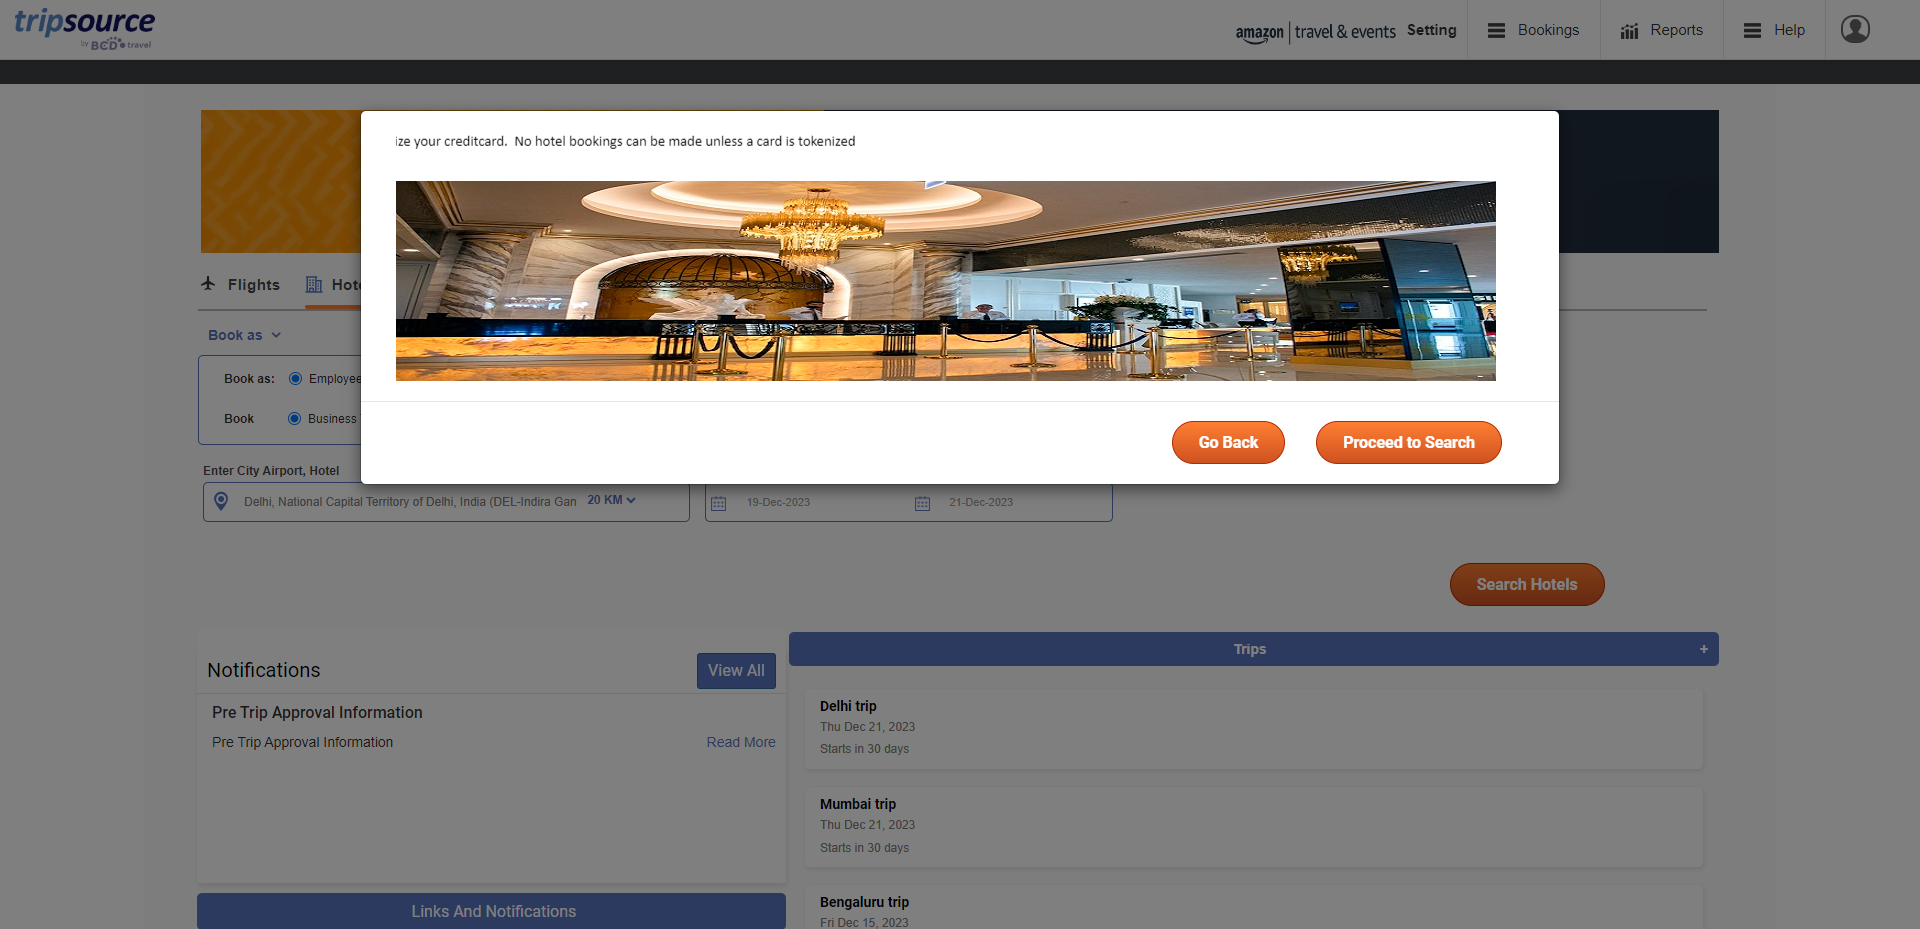 tripsource
by BCD travel
amazon travel & events
Setting
Bookings
Reports
Help
ize your creditcard. No hotel bookings can be made unless a card is tokenized
Go Back
Proceed to Search
Flights
Hote
Book as
Book as: Employee
Book Business
Enter City Airport, Hotel
Delhi, National Capital Territory of Delhi, India (DEL-Indira Gan 20 KM
19-Dec-2023
21-Dec-2023
Search Hotels
Notifications
View All
Pre Trip Approval Information
Pre Trip Approval Information
Read More
Links And Notifications
Trips +
Delhi trip
Thu Dec 21, 2023
Starts in 30 days
Mumbai trip
Thu Dec 21, 2023
Starts in 30 days
Bengaluru trip
Fri Dec 15, 2023